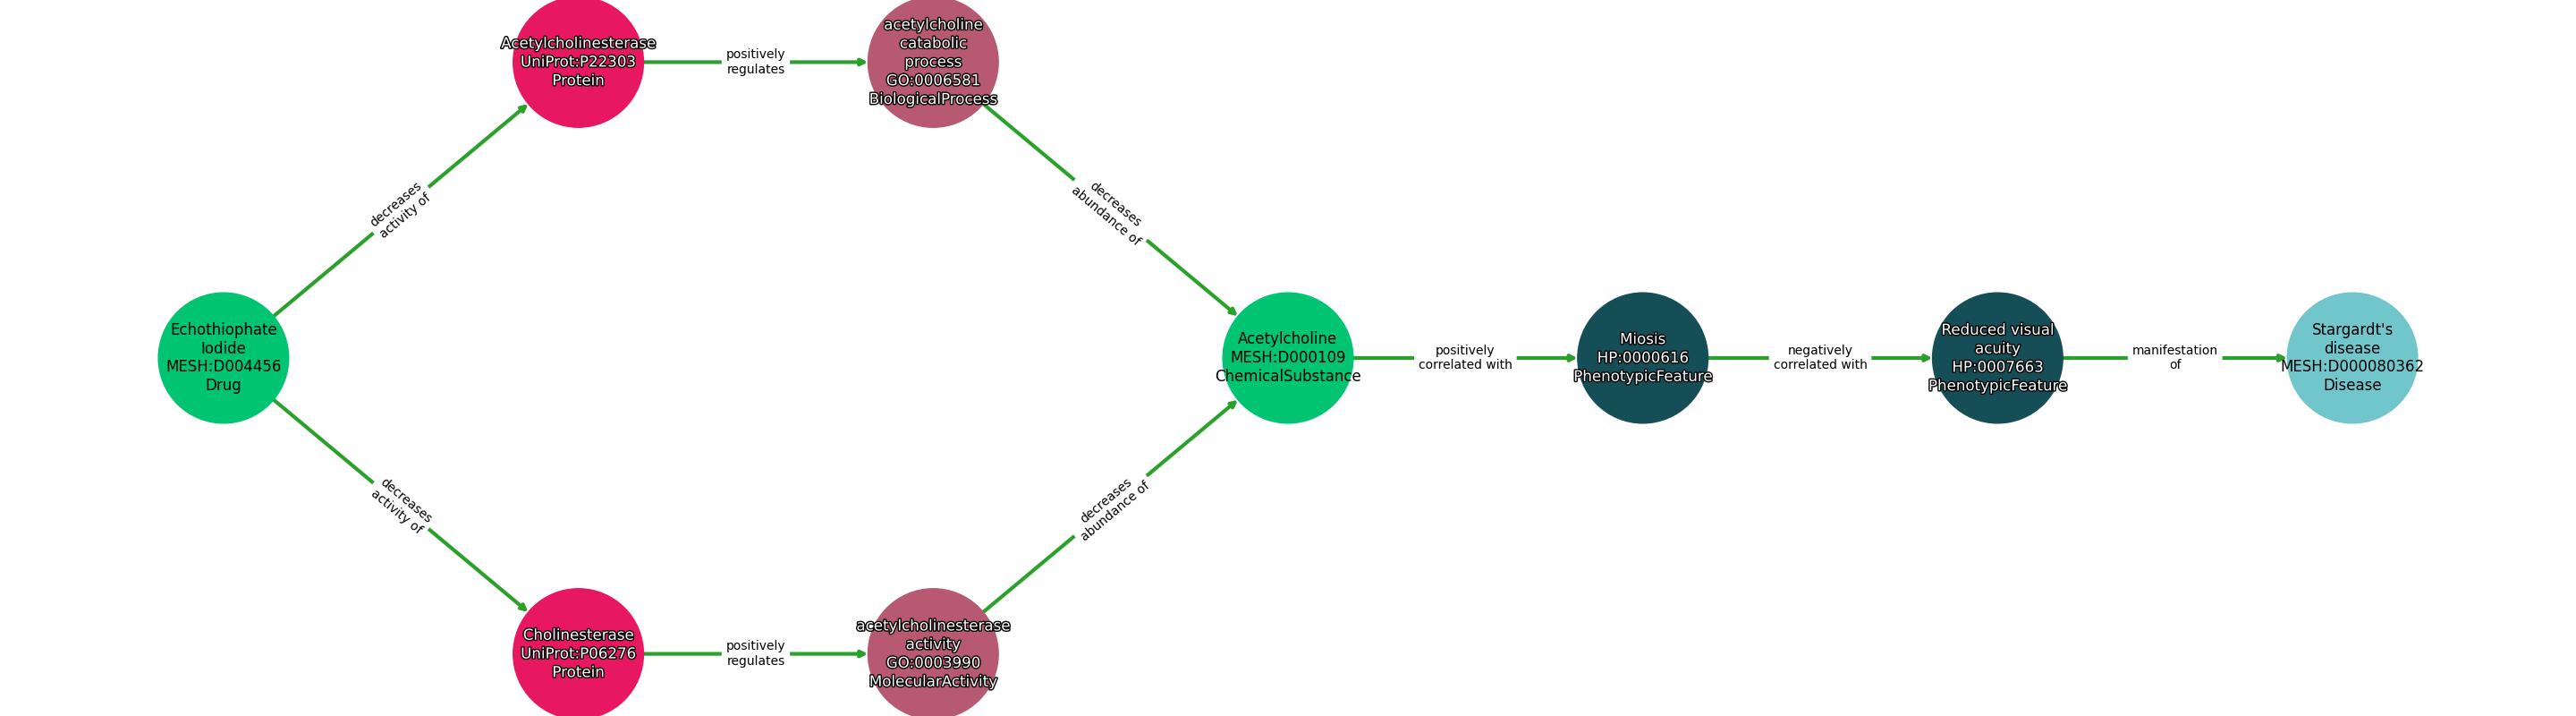 Acetylcholinesterase
UniProt:P22303
Protein
positively
regulates
acetylcholine
catabolic
process
GO:0006581
BiologicalProcess
decreases
activity of
decreases
abundance of
Echothiophate
Iodide
MESH:D004456
Drug
Acetylcholine
MESH:D000109
ChemicalSubstance
positively
correlated with
Miosis
HP:0000616
PhenotypicFeature
negatively
correlated with
Reduced visual
acuity
HP:0007663
PhenotypicFeature
manifestation
of
Stargardt's
disease
MESH:D000080362
Disease
decreases
activity of
decreases
abundance of
Cholinesterase
UniProt:P06276
Protein
positively
regulates
acetylcholinesterase
activity
GO:0003990
MolecularActivity